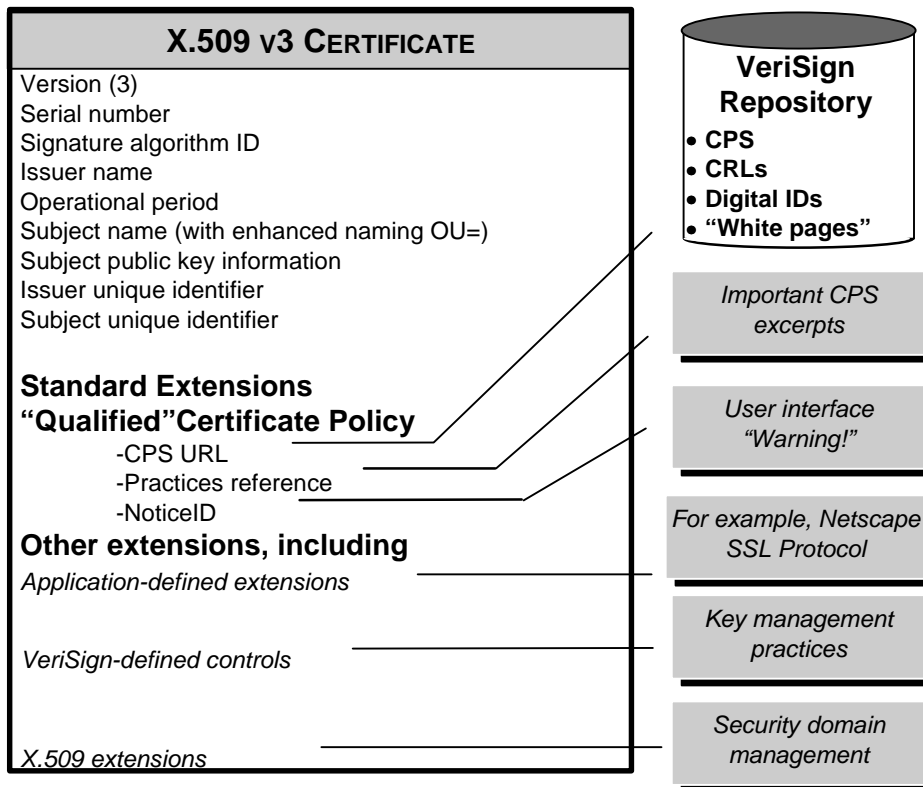 X.509 V3 CERTIFICATE
Version (3)
Serial number
Signature algorithm ID
Issuer name
Operational period
Subject name (with enhanced naming OU=)
Subject public key information
Issuer unique identifier
Subject unique identifier
Standard Extensions
“Qualified”Certificate Policy
-CPS URL
-Practices reference
-NoticeID
Other extensions, including
Application-defined extensions
VeriSign-defined controls
X.509 extensions
VeriSign
Repository
• CPS
• CRLs
• Digital IDs
• “White pages”
Important CPS
excerpts
User interface
“Warning!”
For example, Netscape
SSL Protocol
Key management
practices
Security domain
management